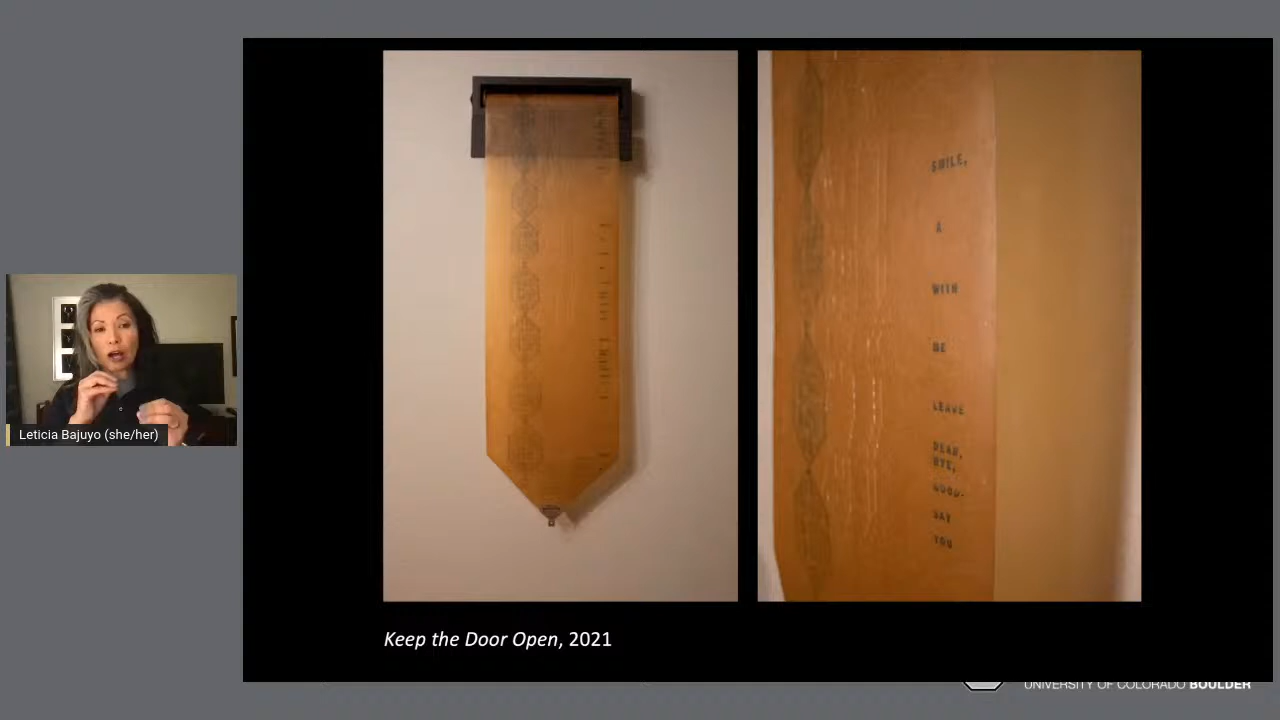 SMILE,
A
WITH
ME
LEAVE
DEAR,
BYE,
GOOD-
SAY
YOU
Leticia Bajuyo (she/her)
Keep the Door Open, 2021
UNIVERSITY OF COLORADO BOULDER